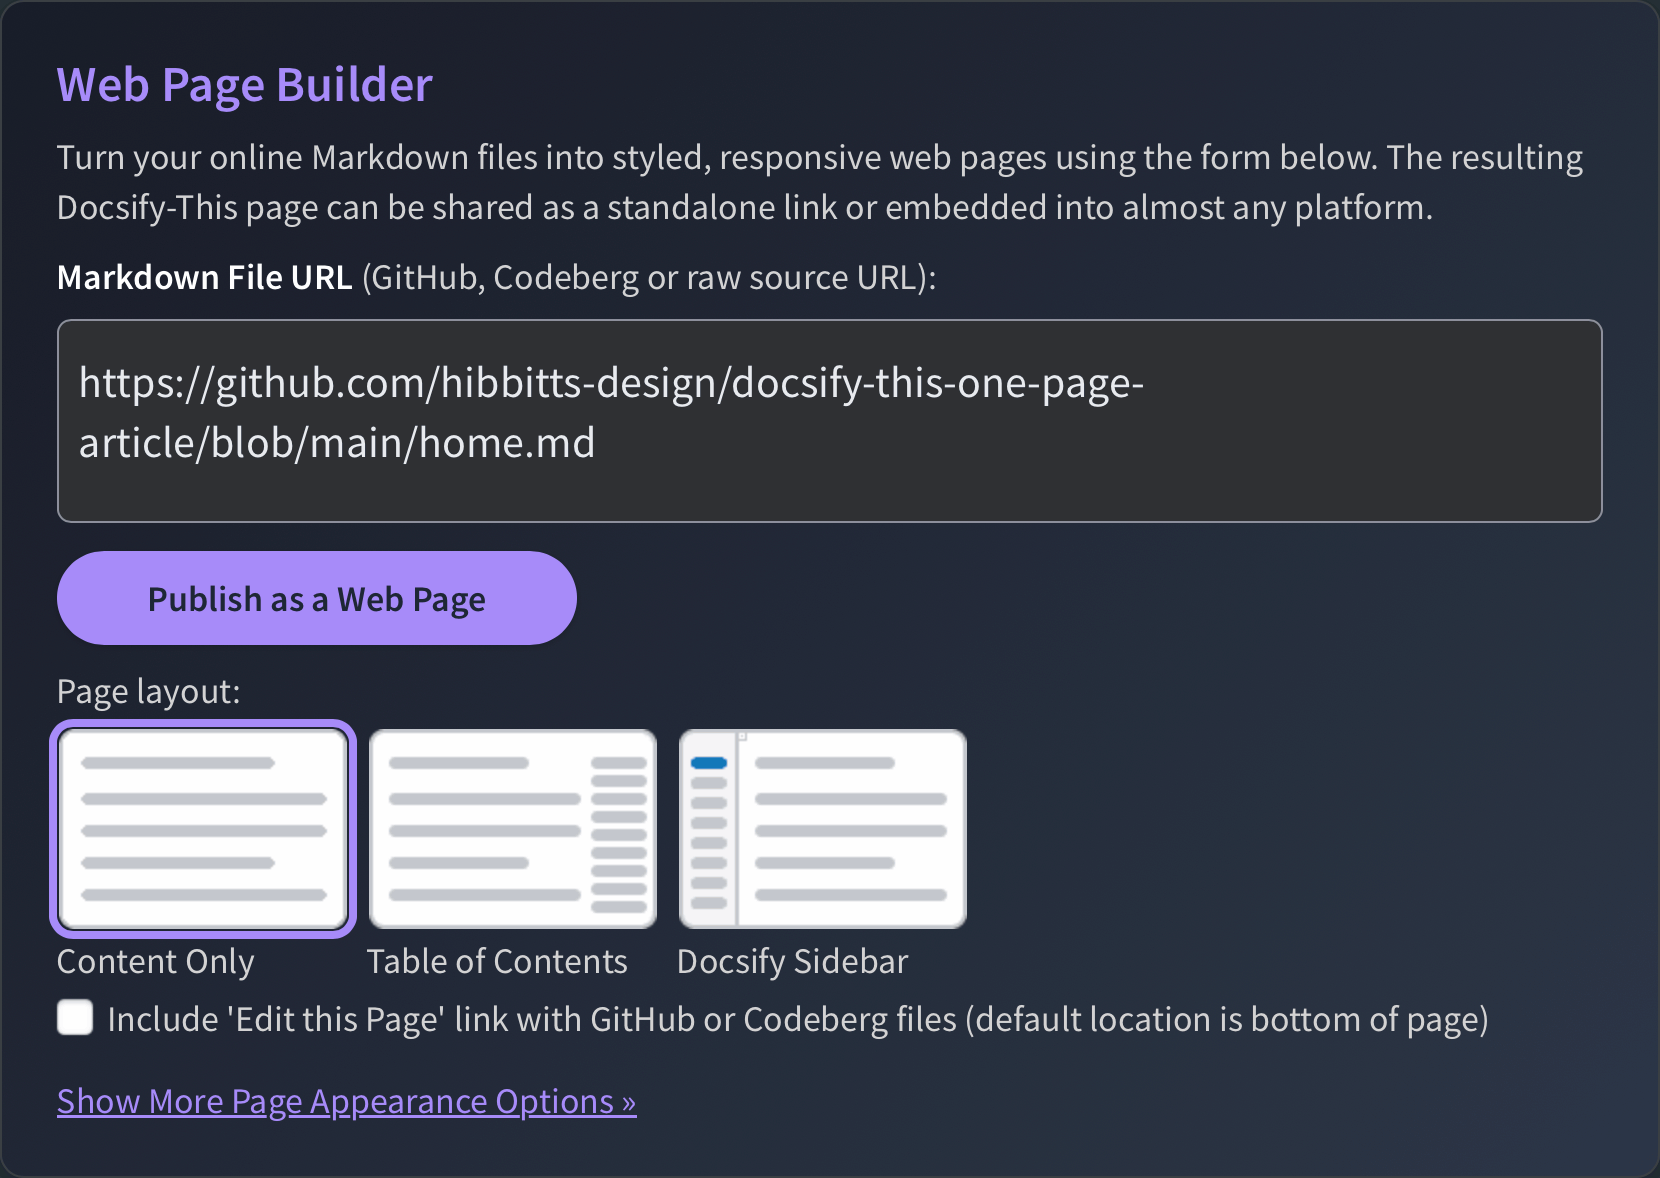 Web Page Builder
Turn your online Markdown files into styled, responsive web pages using the form below. The resulting
Docsify-This page can be shared as a standalone link or embedded into almost any platform.
Markdown File URL (GitHub, Codeberg or raw source URL):
https://github.com/hibbitts-design/docsify-this-one-page-
article/blob/main/home.md
Publish as a Web Page
Page layout:
Content Only
Table of Contents
Docsify Sidebar
Include 'Edit this Page' link with GitHub or Codeberg files (default location is bottom of page)
Show More Page Appearance Options »